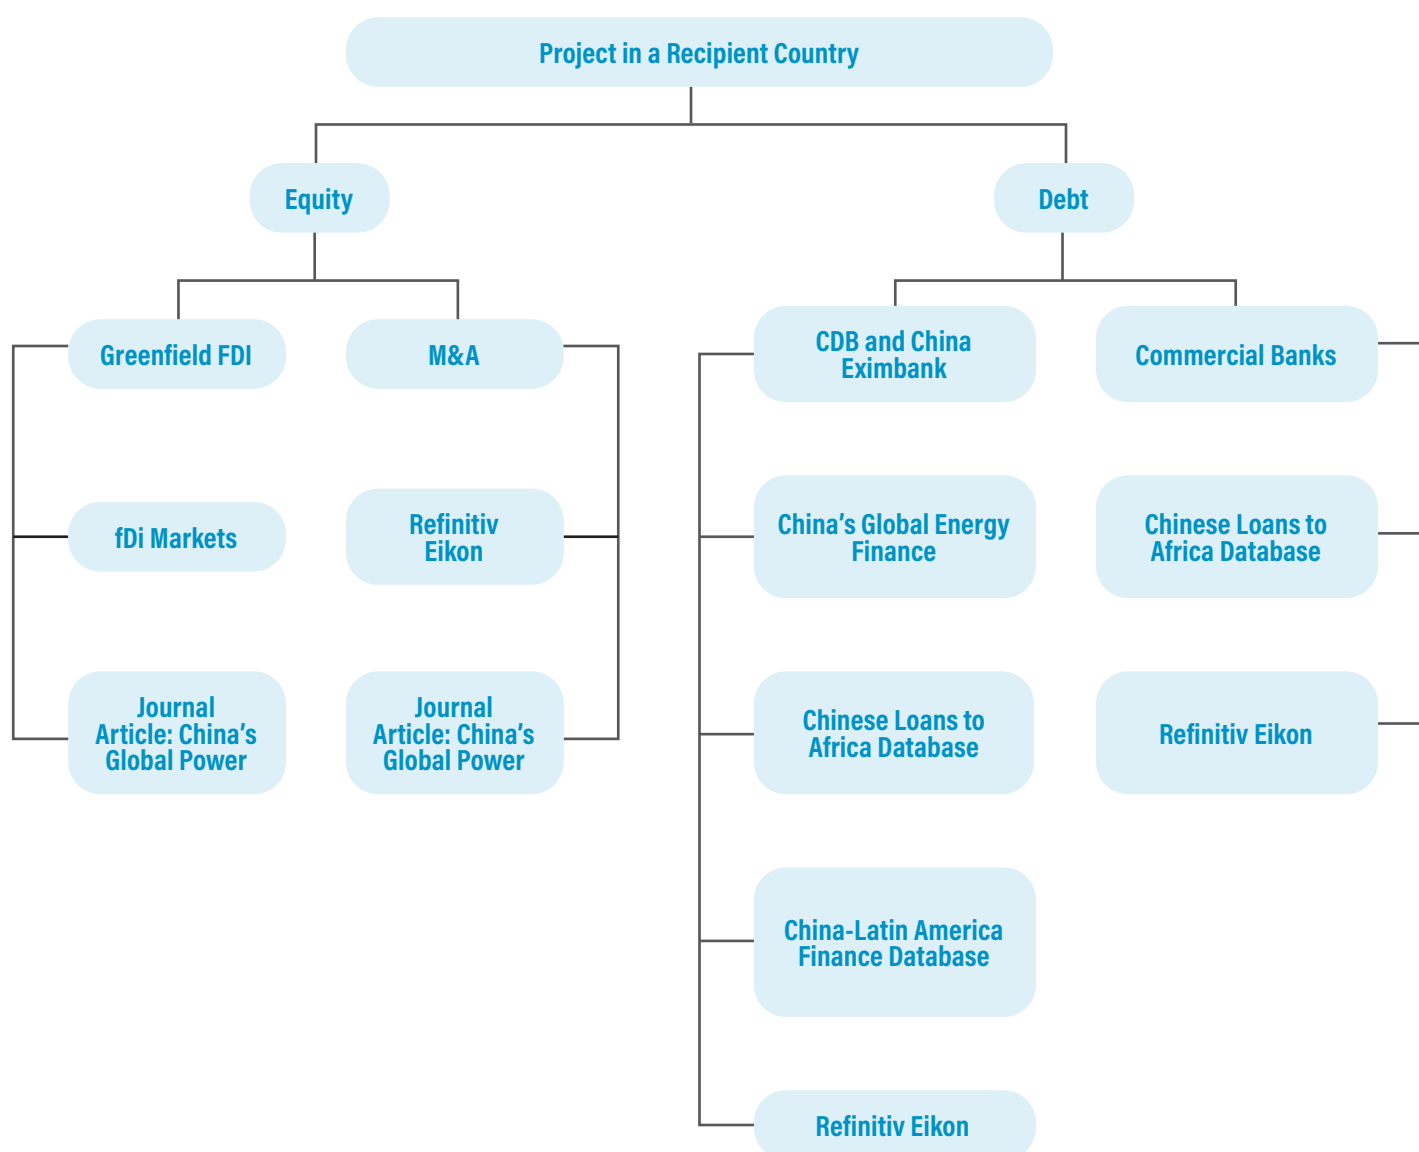 Project in a Recipient Country
Equity
Debt
Greenfield FDI
M&A
CDB and China
Eximbank
Commercial Banks
fDi Markets
Refinitiv
Eikon
China’s Global Energy
Finance
Chinese Loans to
Africa Database
Journal
Article: China’s
Global Power
Journal
Article: China’s
Global Power
Chinese Loans to
Africa Database
Refinitiv Eikon
China-Latin America
Finance Database
Refinitiv Eikon